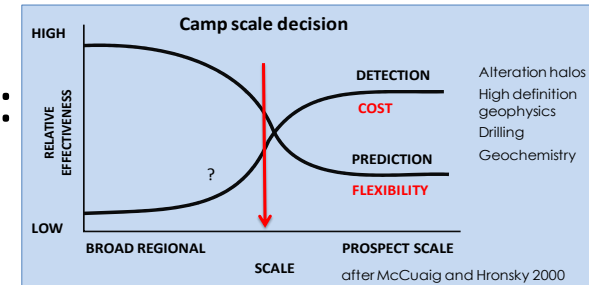 Camp scale decision
HIGH
RELATIVE
EFFECTIVENESS
LOW
:
?
DETECTION
COST
PREDICTION
FLEXIBILITY
Alteration halos
High definition
geophysics
Drilling
Geochemistry
BROAD REGIONAL
PROSPECT SCALE
SCALE
after McCuaig and Hronsky 2000